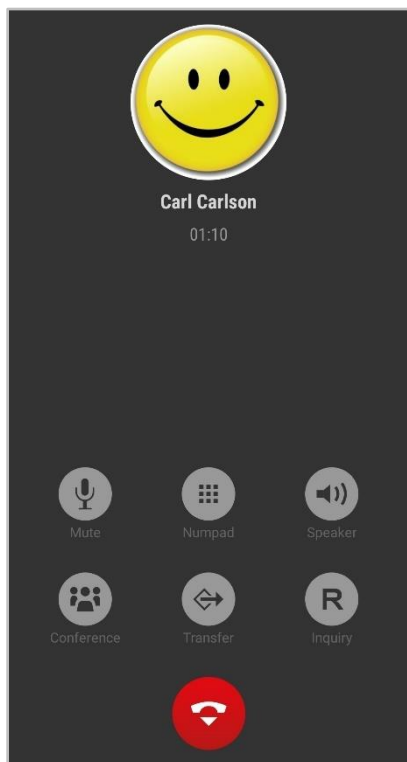 Carl Carlson
01:10
Mute Numpad Speaker
R
Conference Transfer Inquiry